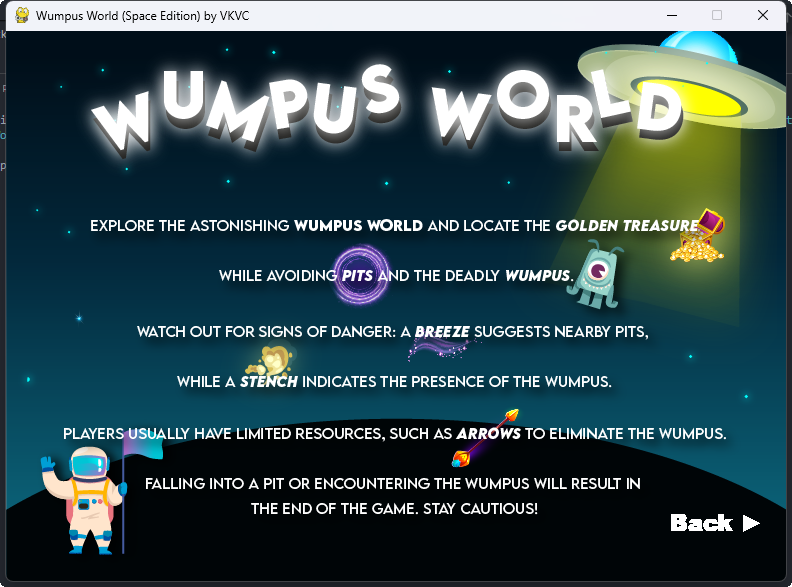 Wumpus World (Space Edition) by VKVC
WUMPUS WORLD
EXPLORE THE ASTONISHING WUMPUS WORLD AND LOCATE THE GOLDEN TREASURE
WHILE AVOIDING PITS AND THE DEADLY WUMPUS.
WATCH OUT FOR SIGNS OF DANGER: A BREEZE SUGGESTS NEARBY PITS,
WHILE A STENCH INDICATES THE PRESENCE OF THE WUMPUS.
PLAYERS USUALLY HAVE LIMITED RESOURCES, SUCH AS ARROWS TO ELIMINATE THE WUMPUS.
FALLING INTO A PIT OR ENCOUNTERING THE WUMPUS WILL RESULT IN
THE END OF THE GAME. STAY CAUTIOUS!
Back